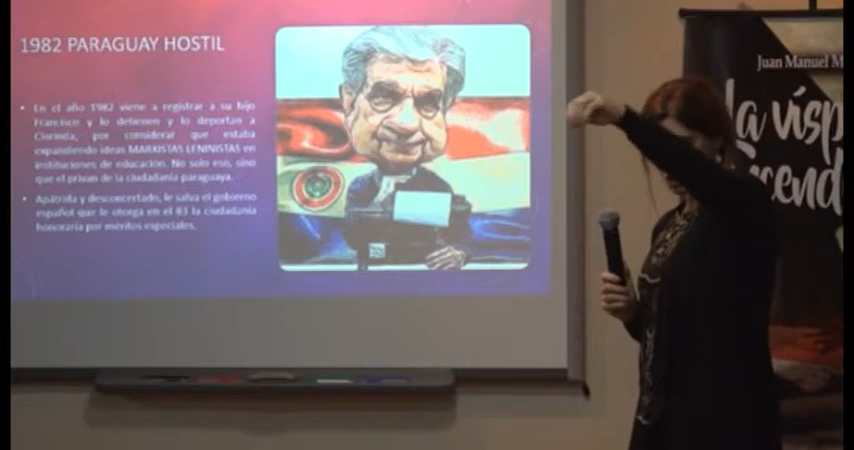 1982 PARAGUAY HOSTIL
• En el año 1982 viene a registrar a su hijo
Francisco y lo detienen y lo deportan a
Clorinda, por considerar que estaba
expandiendo ideas MARXISTAS LENINISTAS en
instituciones de educación. No solo eso, sino
que el privan de la ciudadanía paraguaya.
• Apátrida y desconcertado, le salva el gobierno
español que le otorga en el 83 la ciudadanía
honoraria por méritos especiales.
Juan Manuel M
la vísp